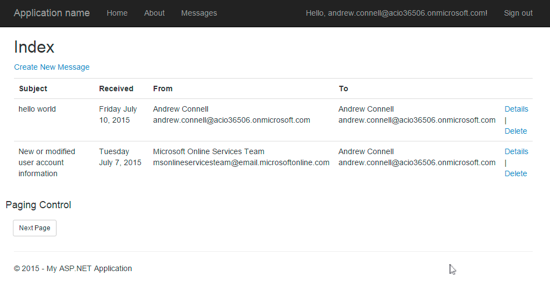 Application name Home About Messages Hello, andrew.connell@acio36506.onmicrosoft.com! Sign out
Index
Create New Message
Subject Received From To
hello world Friday July Andrew Connell Andrew Connell Details
10, 2015 andrew.connell@acio36506.onmicrosoft.com andrew.connell@acio36506.onmicrosoft.com |
Delete
New or modified Tuesday Microsoft Online Services Team Andrew Connell Details
user account July 7, 2015 msonlineservicesteam@email.microsoftonline.com andrew.connell@acio36506.onmicrosoft.com |
information Delete
Paging Control
Next Page
© 2015 - My ASP.NET Application